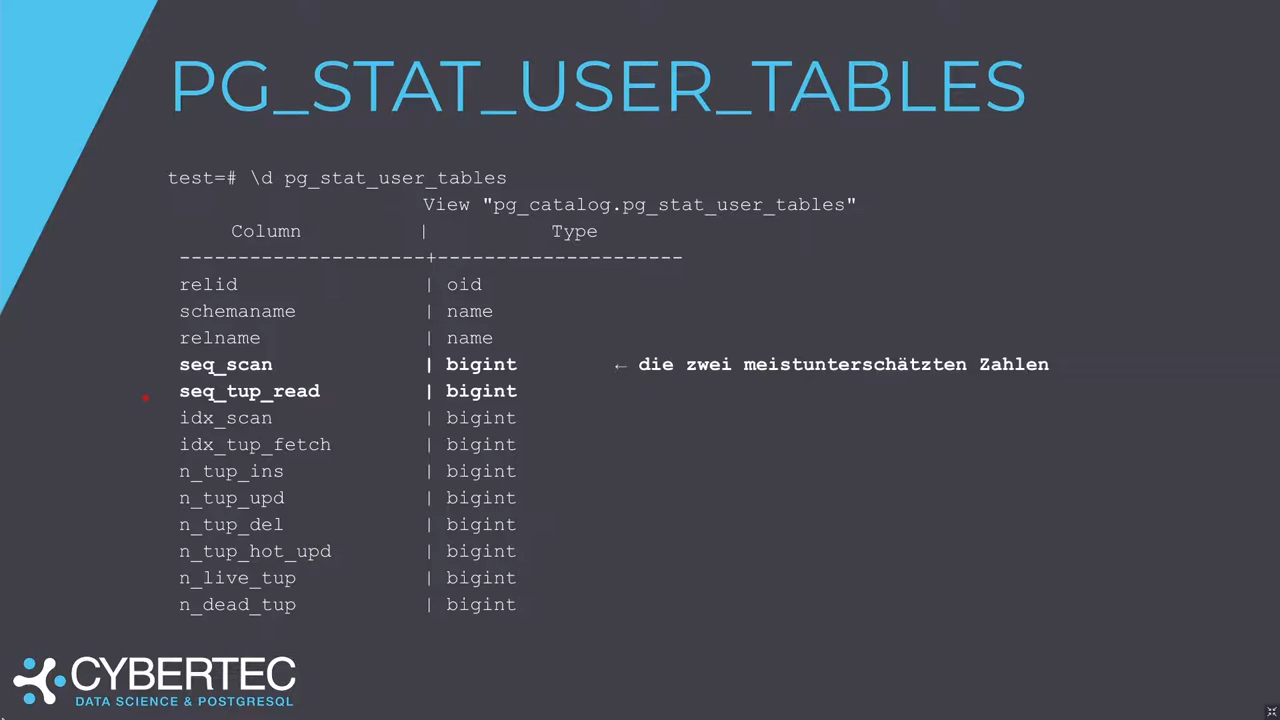 PG_STAT_USER_TABLES
test=# \d pg_stat_user_tables
View "pg_catalog.pg_stat_user_tables"
Column | Type
---------------------+---------------------
relid | oid
schemaname | name
relname | name
seq_scan | bigint ← die zwei meistunterschätzten Zahlen
seq_tup_read | bigint
idx_scan | bigint
idx_tup_fetch | bigint
n_tup_ins | bigint
n_tup_upd | bigint
n_tup_del | bigint
n_tup_hot_upd | bigint
n_live_tup | bigint
n_dead_tup | bigint
CYBERTEC
DATA SCIENCE & POSTGRESQL